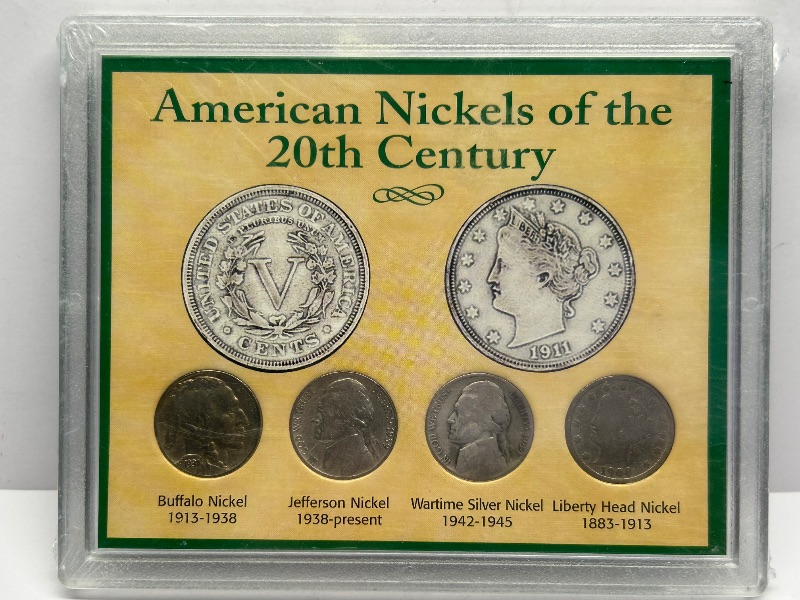 American Nickels of the
20th Century
UNITED STATES OF AMERICA
E PLURIBUS UNUM
V
CENTS
LIBERTY
1911
Buffalo Nickel
1913-1938
Jefferson Nickel
1938-present
Wartime Silver Nickel
1942-1945
Liberty Head Nickel
1883-1913